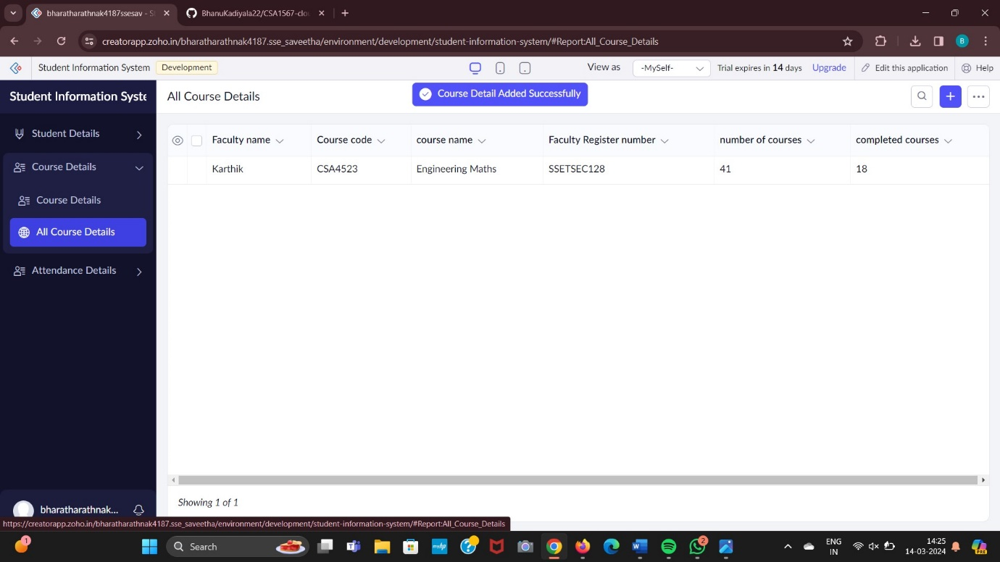 bharatharathnak4187ssesav - S
BhanuKadiyala22/CSA1567-clo
creatorapp.zoho.in/bharatharathnak4187.sse_saveetha/environment/development/student-information-system/#Report:All_Course_Details
B
Student Information System Development View as -MySelf- Trial expires in 14 days Upgrade Edit this application Help
Student Information Syste
All Course Details
Course Detail Added Successfully
Student Details
Course Details
Course Details
All Course Details
Attendance Details
Faculty name Course code course name Faculty Register number number of courses completed courses
Karthik CSA4523 Engineering Maths SSETSEC128 41 18
Showing 1 of 1
bharatharathnak...
https://creatorapp.zoho.in/bharatharathnak4187.sse_saveetha/environment/development/student-information-system/#Report:All_Course_Details
1
Search
myhp
2
ENG
IN
14:25
14-03-2024
PRE